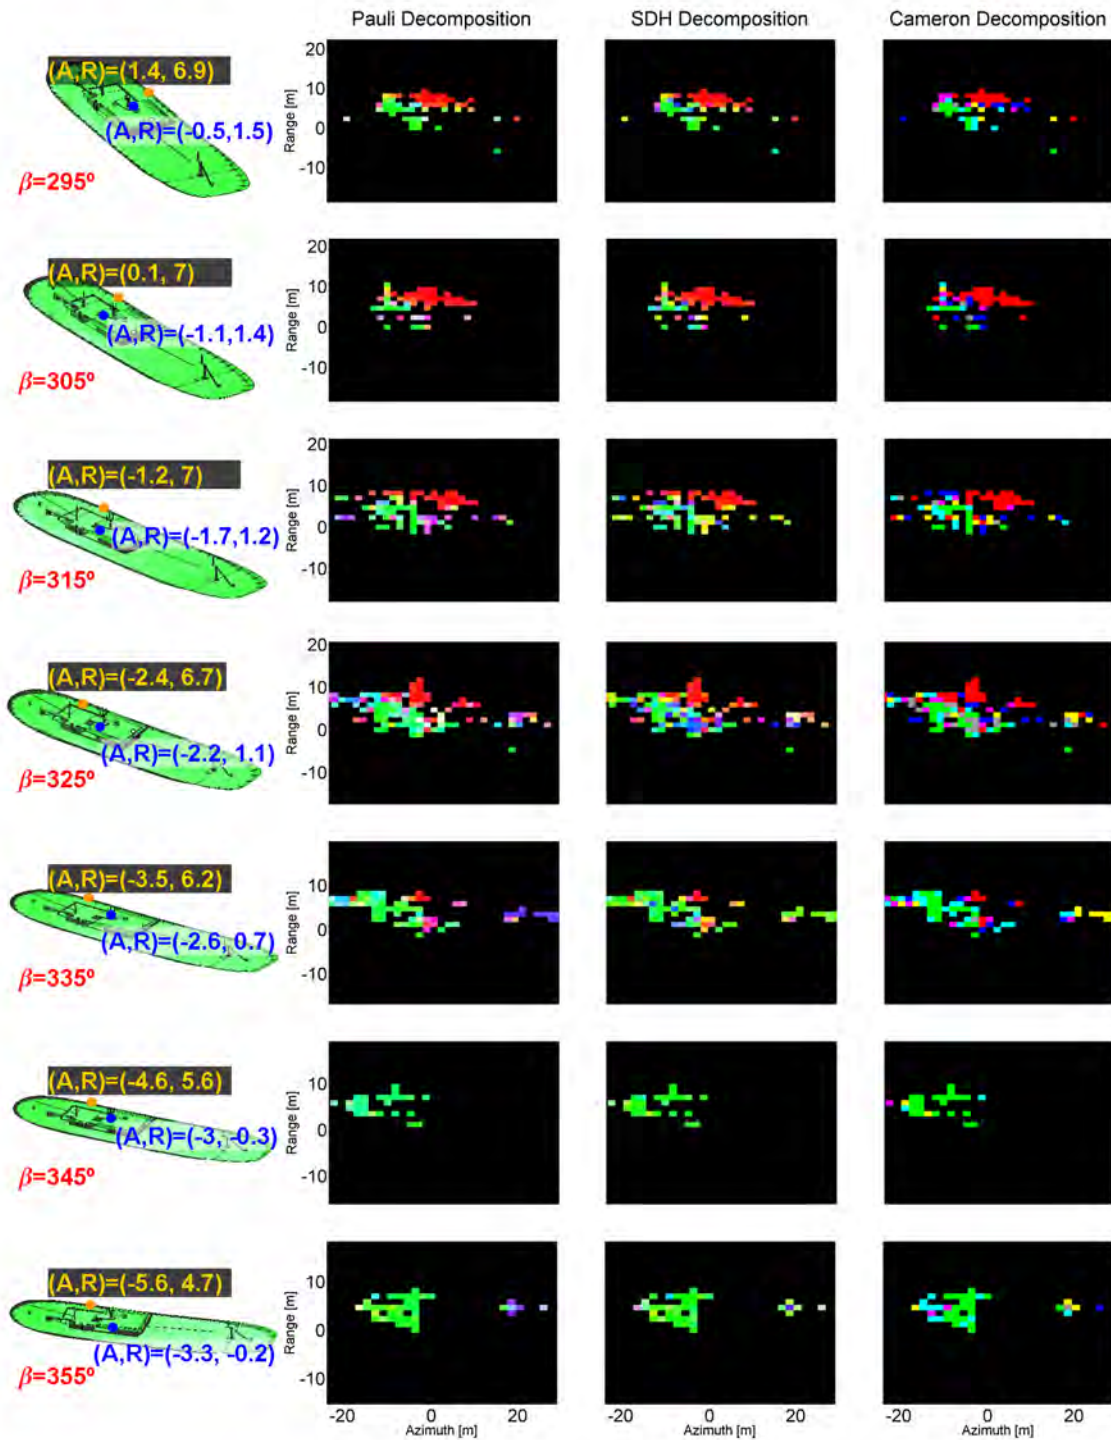 Pauli Decomposition SDH Decomposition Cameron Decomposition
(A,R)=(1.4, 6.9)
(A,R)=(-0.5,1.5)
β=295º
20
10
0
-10
Range [m]
(A,R)=(0.1, 7)
(A,R)=(-1.1,1.4)
β=305º
20
10
0
-10
Range [m]
(A,R)=(-1.2, 7)
(A,R)=(-1.7,1.2)
β=315º
20
10
0
-10
Range [m]
(A,R)=(-2.4, 6.7)
(A,R)=(-2.2, 1.1)
β=325º
20
10
0
-10
Range [m]
(A,R)=(-3.5, 6.2)
(A,R)=(-2.6, 0.7)
β=335º
10
0
-10
Range [m]
(A,R)=(-4.6, 5.6)
(A,R)=(-3, -0.3)
β=345º
10
0
-10
Range [m]
(A,R)=(-5.6, 4.7)
(A,R)=(-3.3, -0.2)
β=355º
10
0
-10
Range [m]
-20 0 20 -20 0 20 -20 0 20
Azimuth [m] Azimuth [m] Azimuth [m]